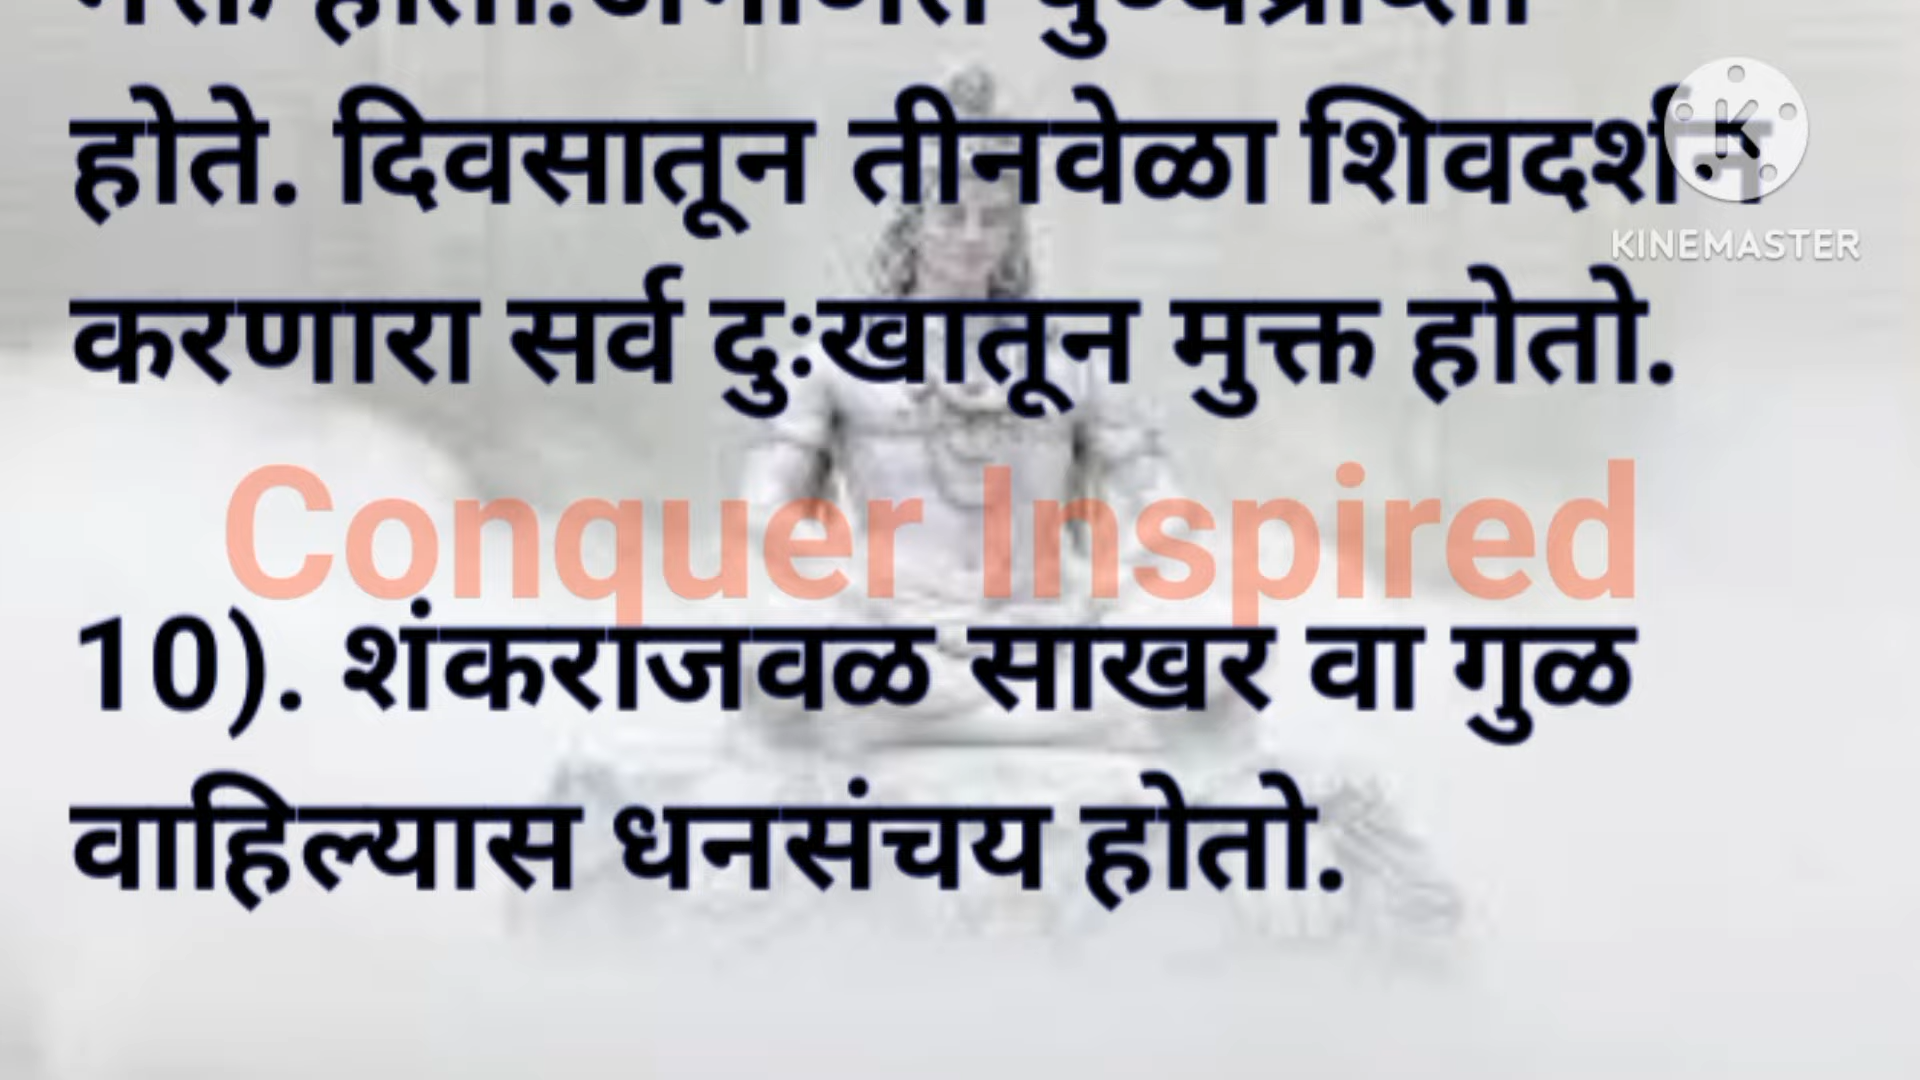 होते. दिवसातून तीनवेळा शिवदर्शन
KINEMASTER
करणारा सर्व दुःखातून मुक्त होतो.
Conquer Inspired
10). शंकराजवळ साखर वा गुळ
वाहिल्यास धनसंचय होतो.